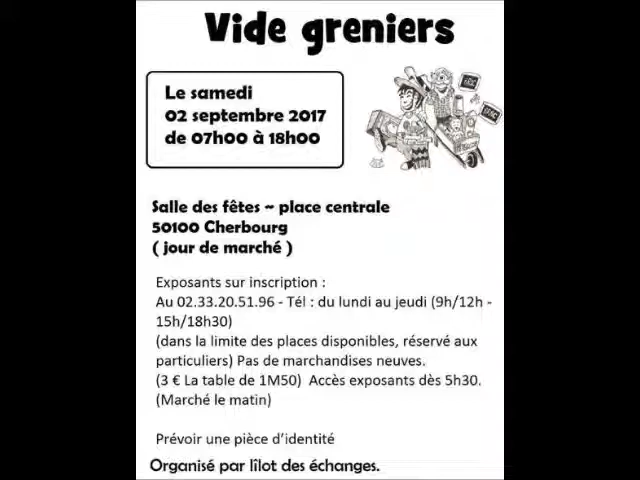 Vide greniers
Le samedi
02 septembre 2017
de 07h00 à 18h00
Salle des fêtes ~ place centrale
50100 Cherbourg
( jour de marché )
Exposants sur inscription :
Au 02.33.20.51.96 - Tél : du lundi au jeudi (9h/12h -
15h/18h30)
(dans la limite des places disponibles, réservé aux
particuliers) Pas de marchandises neuves.
(3 € La table de 1M50)  Accès exposants dès 5h30.
(Marché le matin)
Prévoir une pièce d'identité
Organisé par lîlot des échanges.